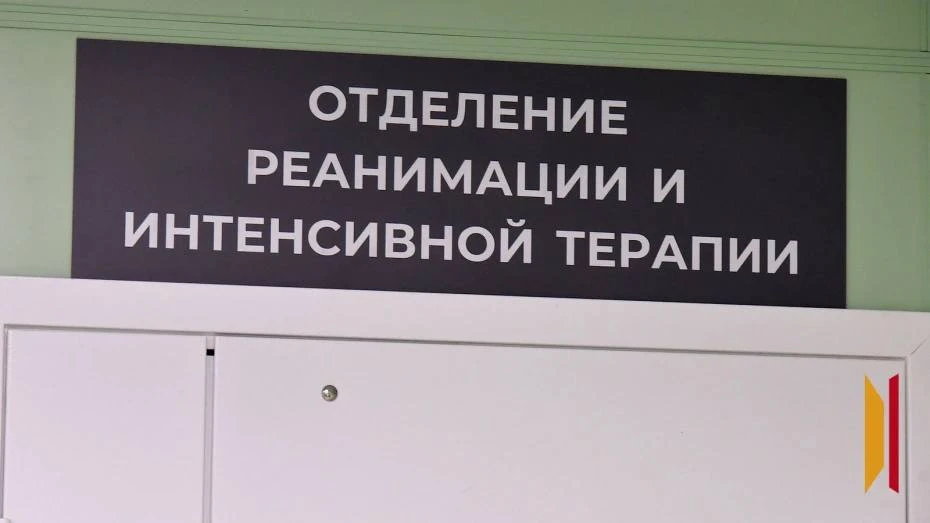 ОТДЕЛЕНИЕ
РЕАНИМАЦИИ И
ИНТЕНСИВНОЙ ТЕРАПИИ